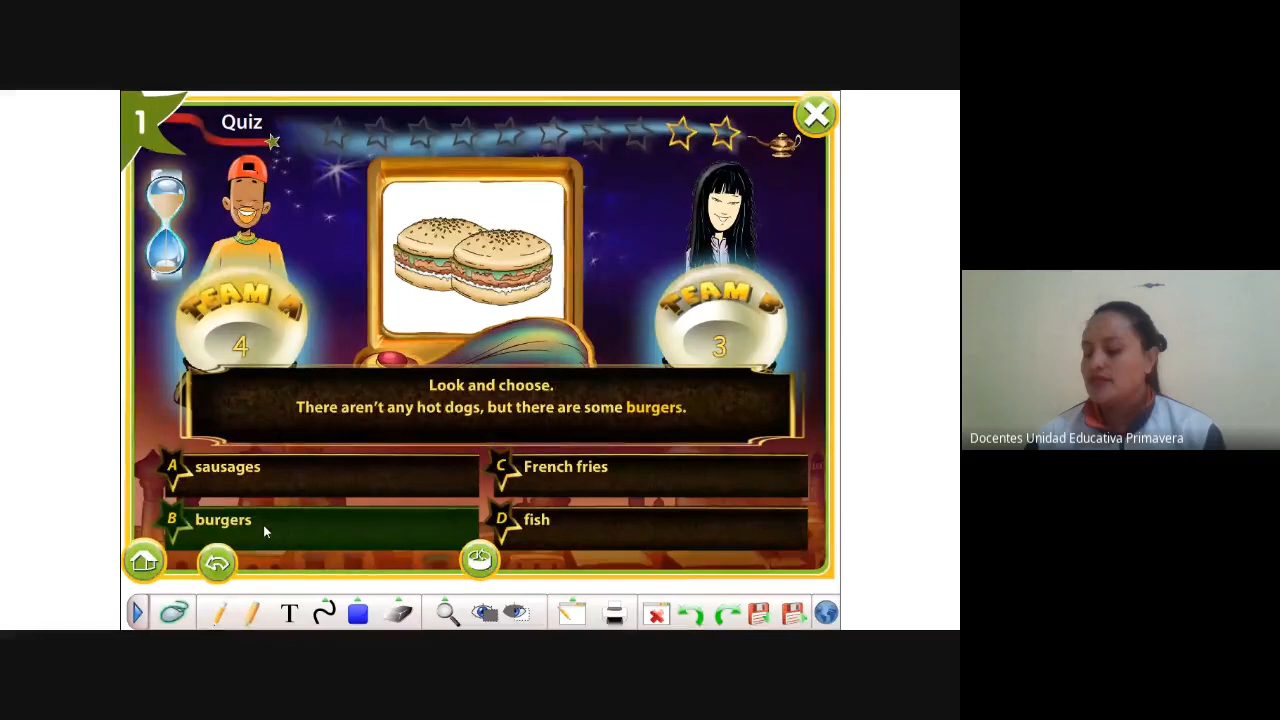 1
Quiz
TEAM A
4
TEAM B
3
Look and choose.
There aren't any hot dogs, but there are some burgers.
A sausages
C French fries
B burgers
D fish
T
Docentes Unidad Educativa Primavera